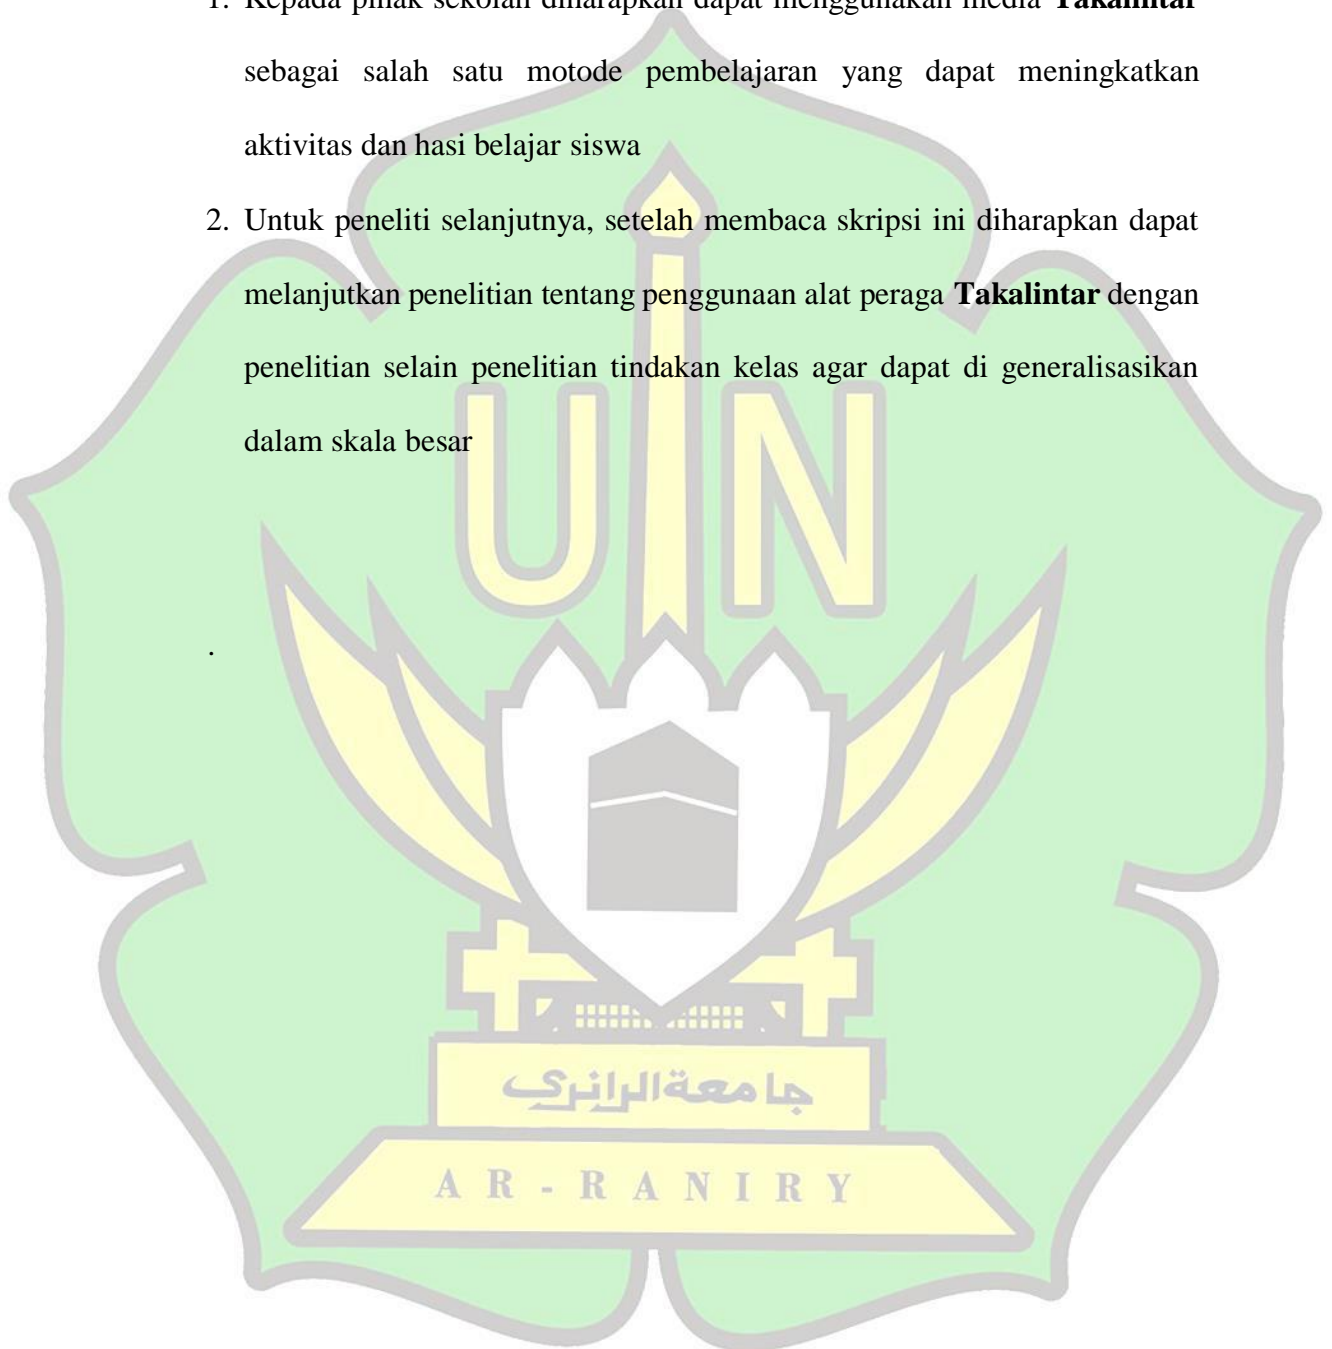 1. Kepada pihak sekolah diharapkan dapat menggunakan media Takalintar
sebagai salah satu motode pembelajaran yang dapat meningkatkan
aktivitas dan hasi belajar siswa
2. Untuk peneliti selanjutnya, setelah membaca skripsi ini diharapkan dapat
melanjutkan penelitian tentang penggunaan alat peraga Takalintar dengan
penelitian selain penelitian tindakan kelas agar dapat di generalisasikan
dalam skala besar
UIN
.
جامعةالرانري
AR-RANIRY